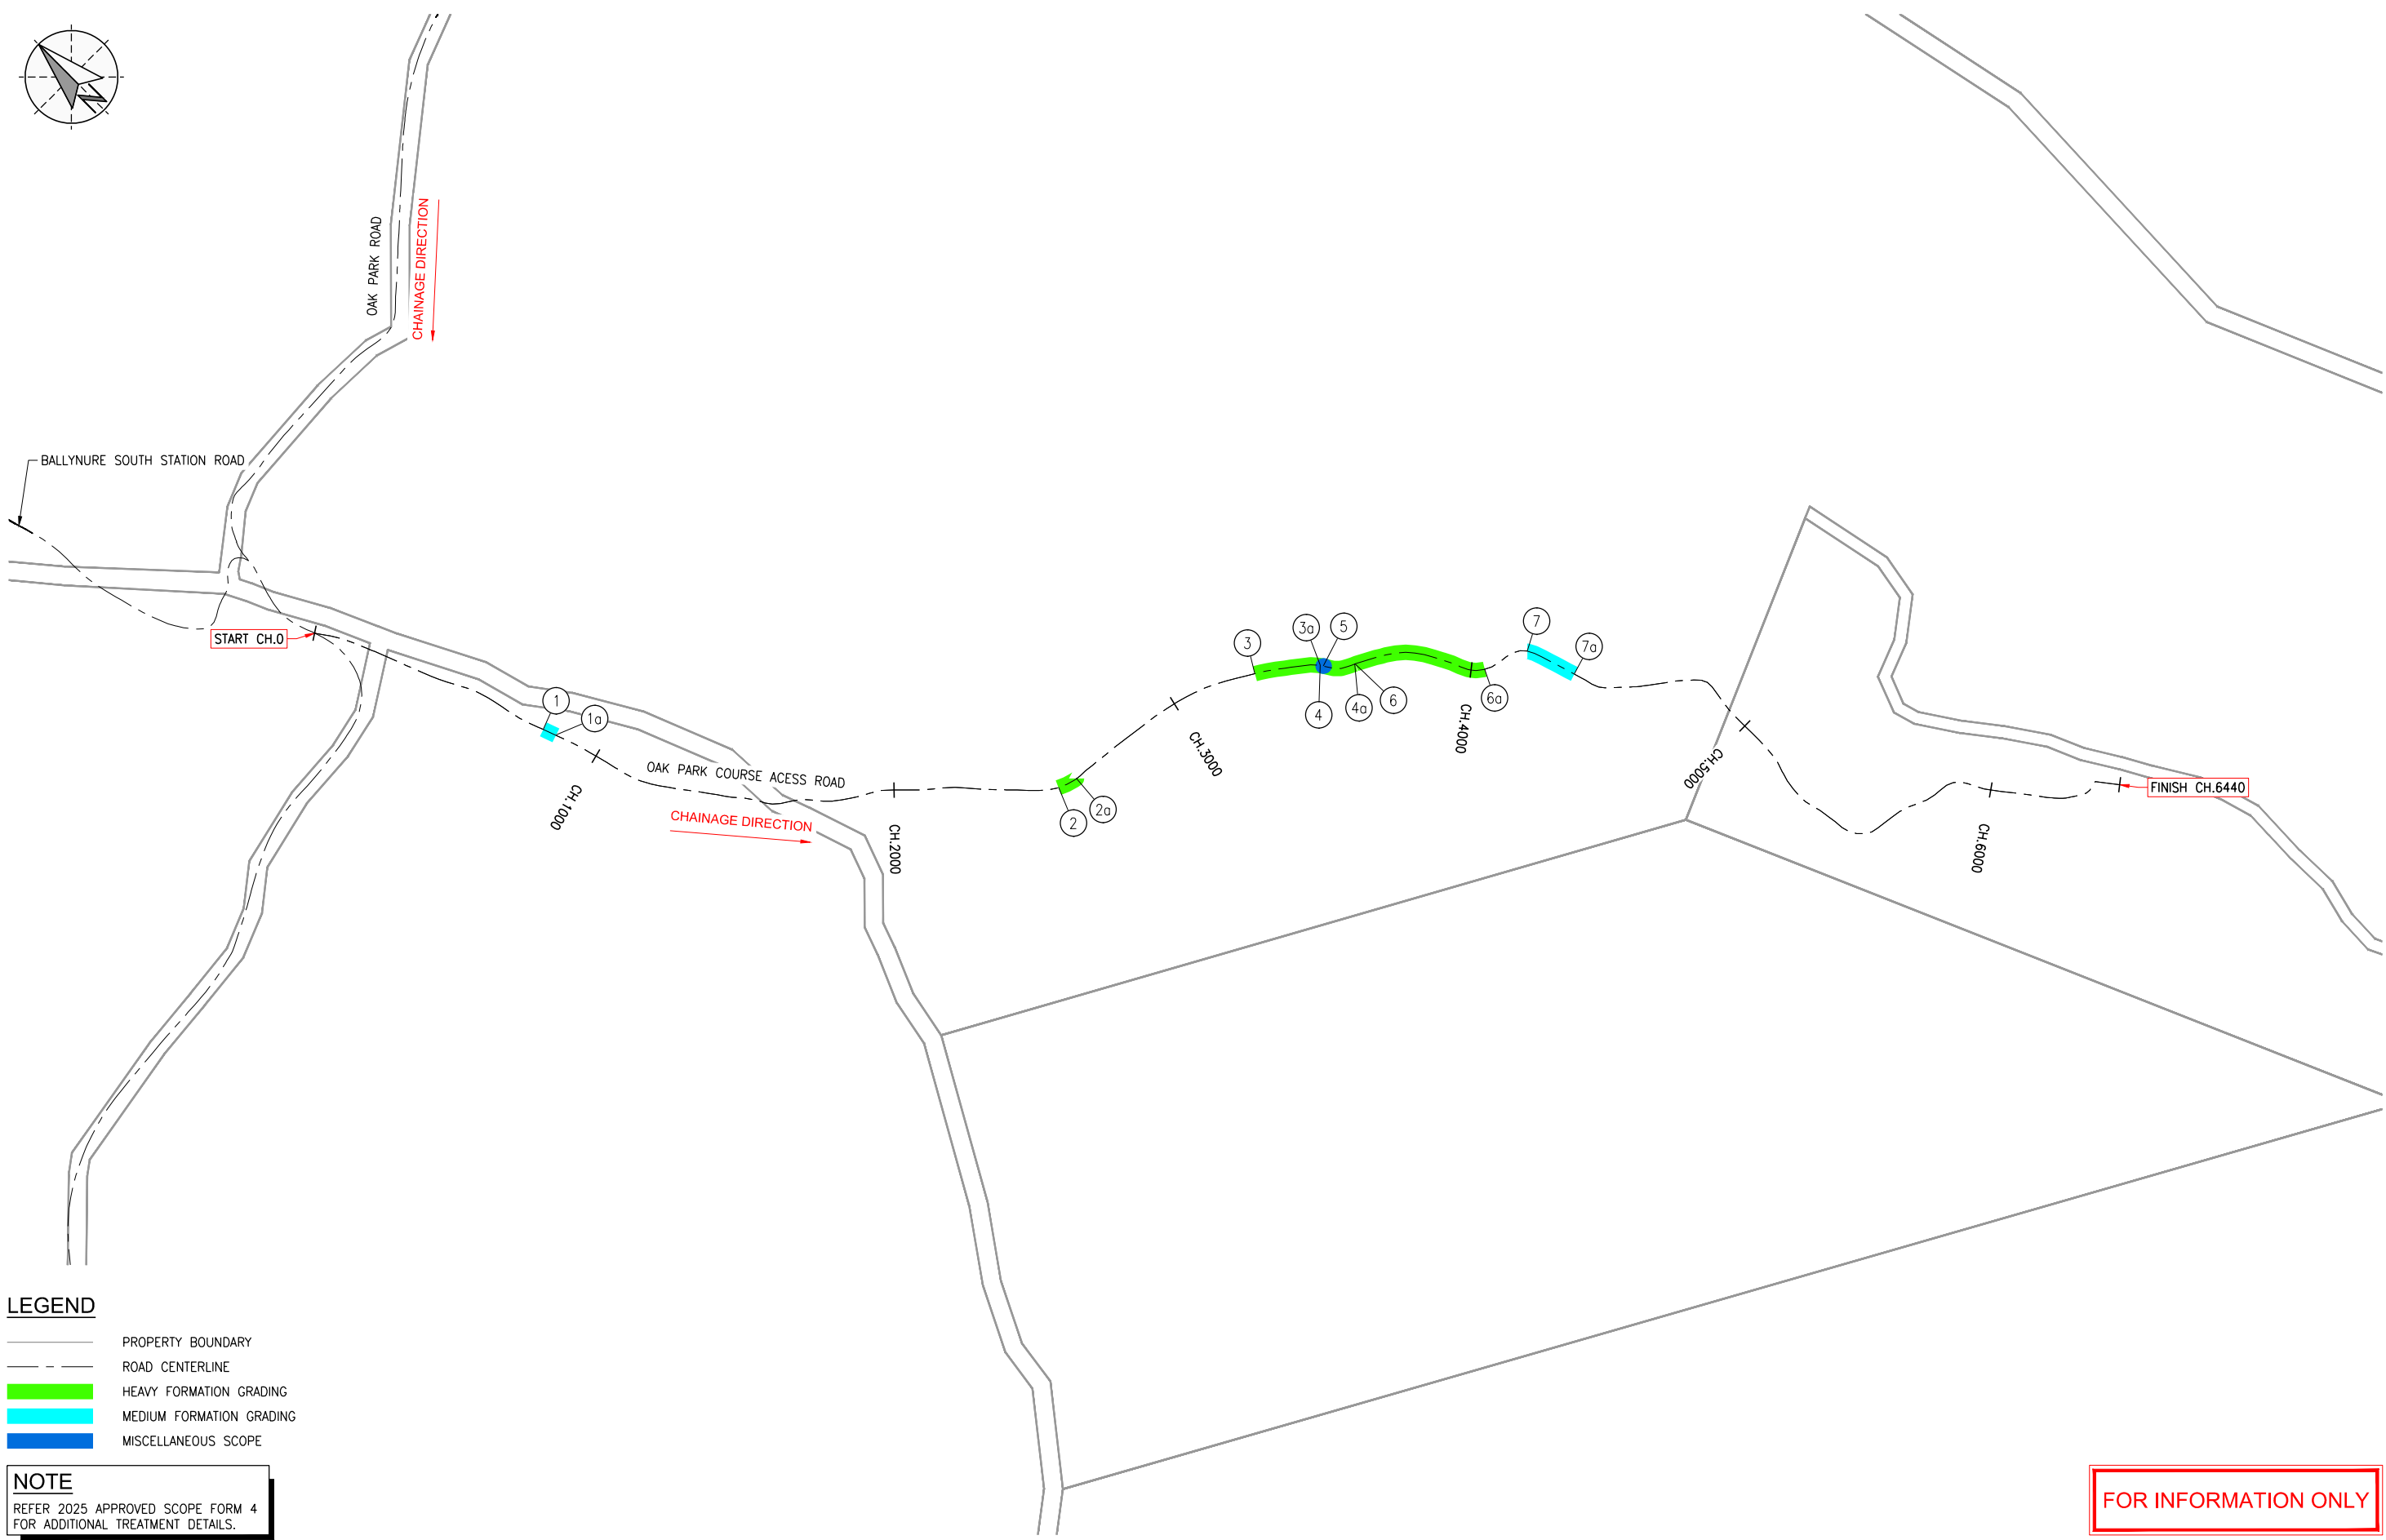 N
OAK PARK ROAD
CHAINAGE DIRECTION
BALLYNURE SOUTH STATION ROAD
START CH.0
1
1a
CH.1000
OAK PARK COURSE ACESS ROAD
CHAINAGE DIRECTION
CH.2000
2
2a
CH.3000
3
3a
5
4
4a
6
CH.4000
6a
7
7a
CH.5000
CH.6000
FINISH CH.6440
LEGEND
PROPERTY BOUNDARY
ROAD CENTERLINE
HEAVY FORMATION GRADING
MEDIUM FORMATION GRADING
MISCELLANEOUS SCOPE
NOTE
REFER 2025 APPROVED SCOPE FORM 4
FOR ADDITIONAL TREATMENT DETAILS.
FOR INFORMATION ONLY